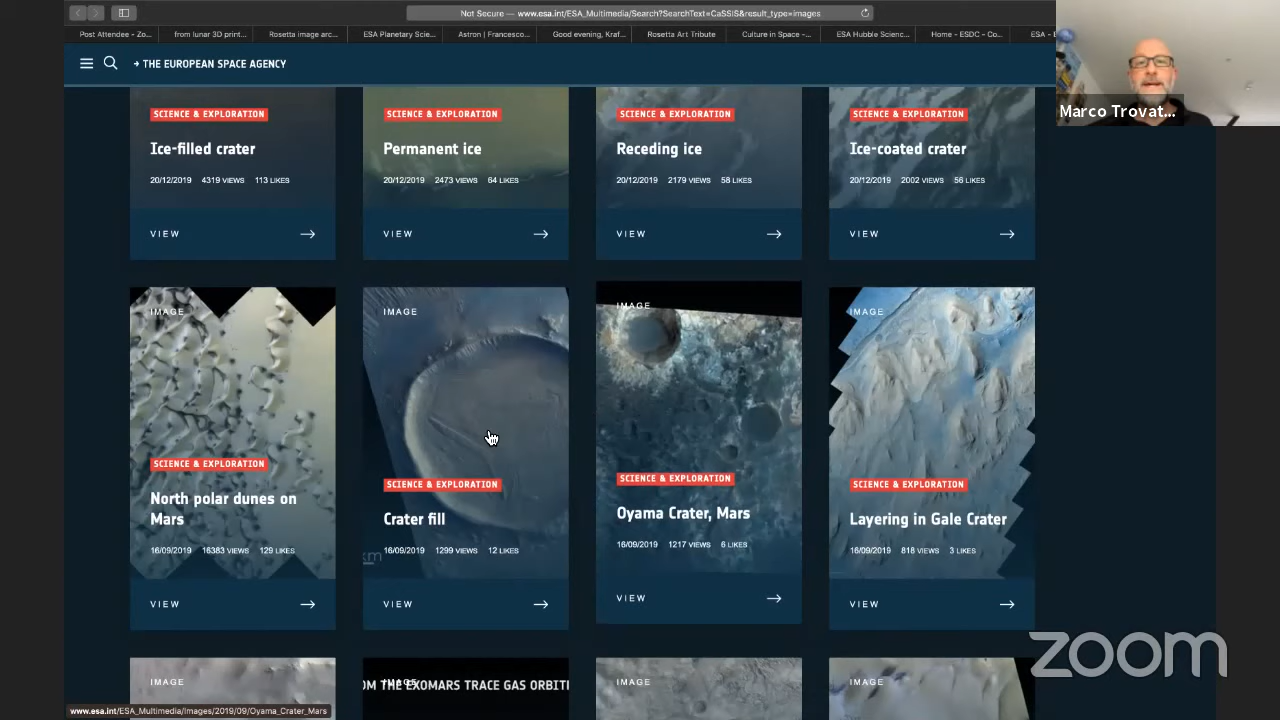 Not Secure — www.esa.int/ESA_Multimedia/Search?SearchText=CaSSIS&result_type=images
Post Attendee - Zo...
from lunar 3D print...
Rosetta image arc...
ESA Planetary Scie...
Astron | Francesco...
Good evening, Kraf...
Rosetta Art Tribute
Culture in Space -...
ESA Hubble Scienc...
Home - ESDC - Co...
ESA - E
→ THE EUROPEAN SPACE AGENCY
Marco Trovat...
SCIENCE & EXPLORATION
Ice-filled crater
20/12/2019 4319 VIEWS 113 LIKES
VIEW
SCIENCE & EXPLORATION
Permanent ice
20/12/2019 2473 VIEWS 64 LIKES
VIEW
SCIENCE & EXPLORATION
Receding ice
20/12/2019 2179 VIEWS 58 LIKES
VIEW
SCIENCE & EXPLORATION
Ice-coated crater
20/12/2019 2002 VIEWS 56 LIKES
VIEW
IMAGE
SCIENCE & EXPLORATION
North polar dunes on
Mars
16/09/2019 16383 VIEWS 129 LIKES
VIEW
IMAGE
SCIENCE & EXPLORATION
Crater fill
km
16/09/2019 1299 VIEWS 12 LIKES
VIEW
IMAGE
SCIENCE & EXPLORATION
Oyama Crater, Mars
16/09/2019 1217 VIEWS 6 LIKES
VIEW
IMAGE
SCIENCE & EXPLORATION
Layering in Gale Crater
16/09/2019 818 VIEWS 3 LIKES
VIEW
IMAGE
IMAGE
OM THE EXOMARS TRACE GAS ORBITE
IMAGE
IMAGE
zoom
www.esa.int/ESA_Multimedia/Images/2019/09/Oyama_Crater_Mars